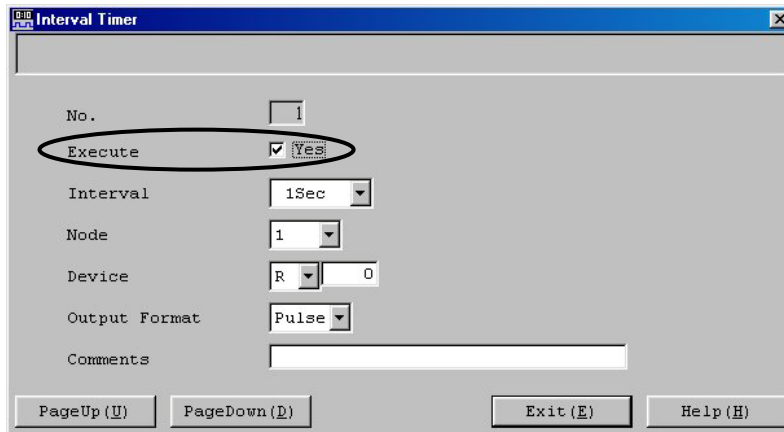 Interval Timer
No. 1
Execute Yes
Interval 1Sec
Node 1
Device R 0
Output Format Pulse
Comments
PageUp(U) PageDown(D) Exit(E) Help(H)